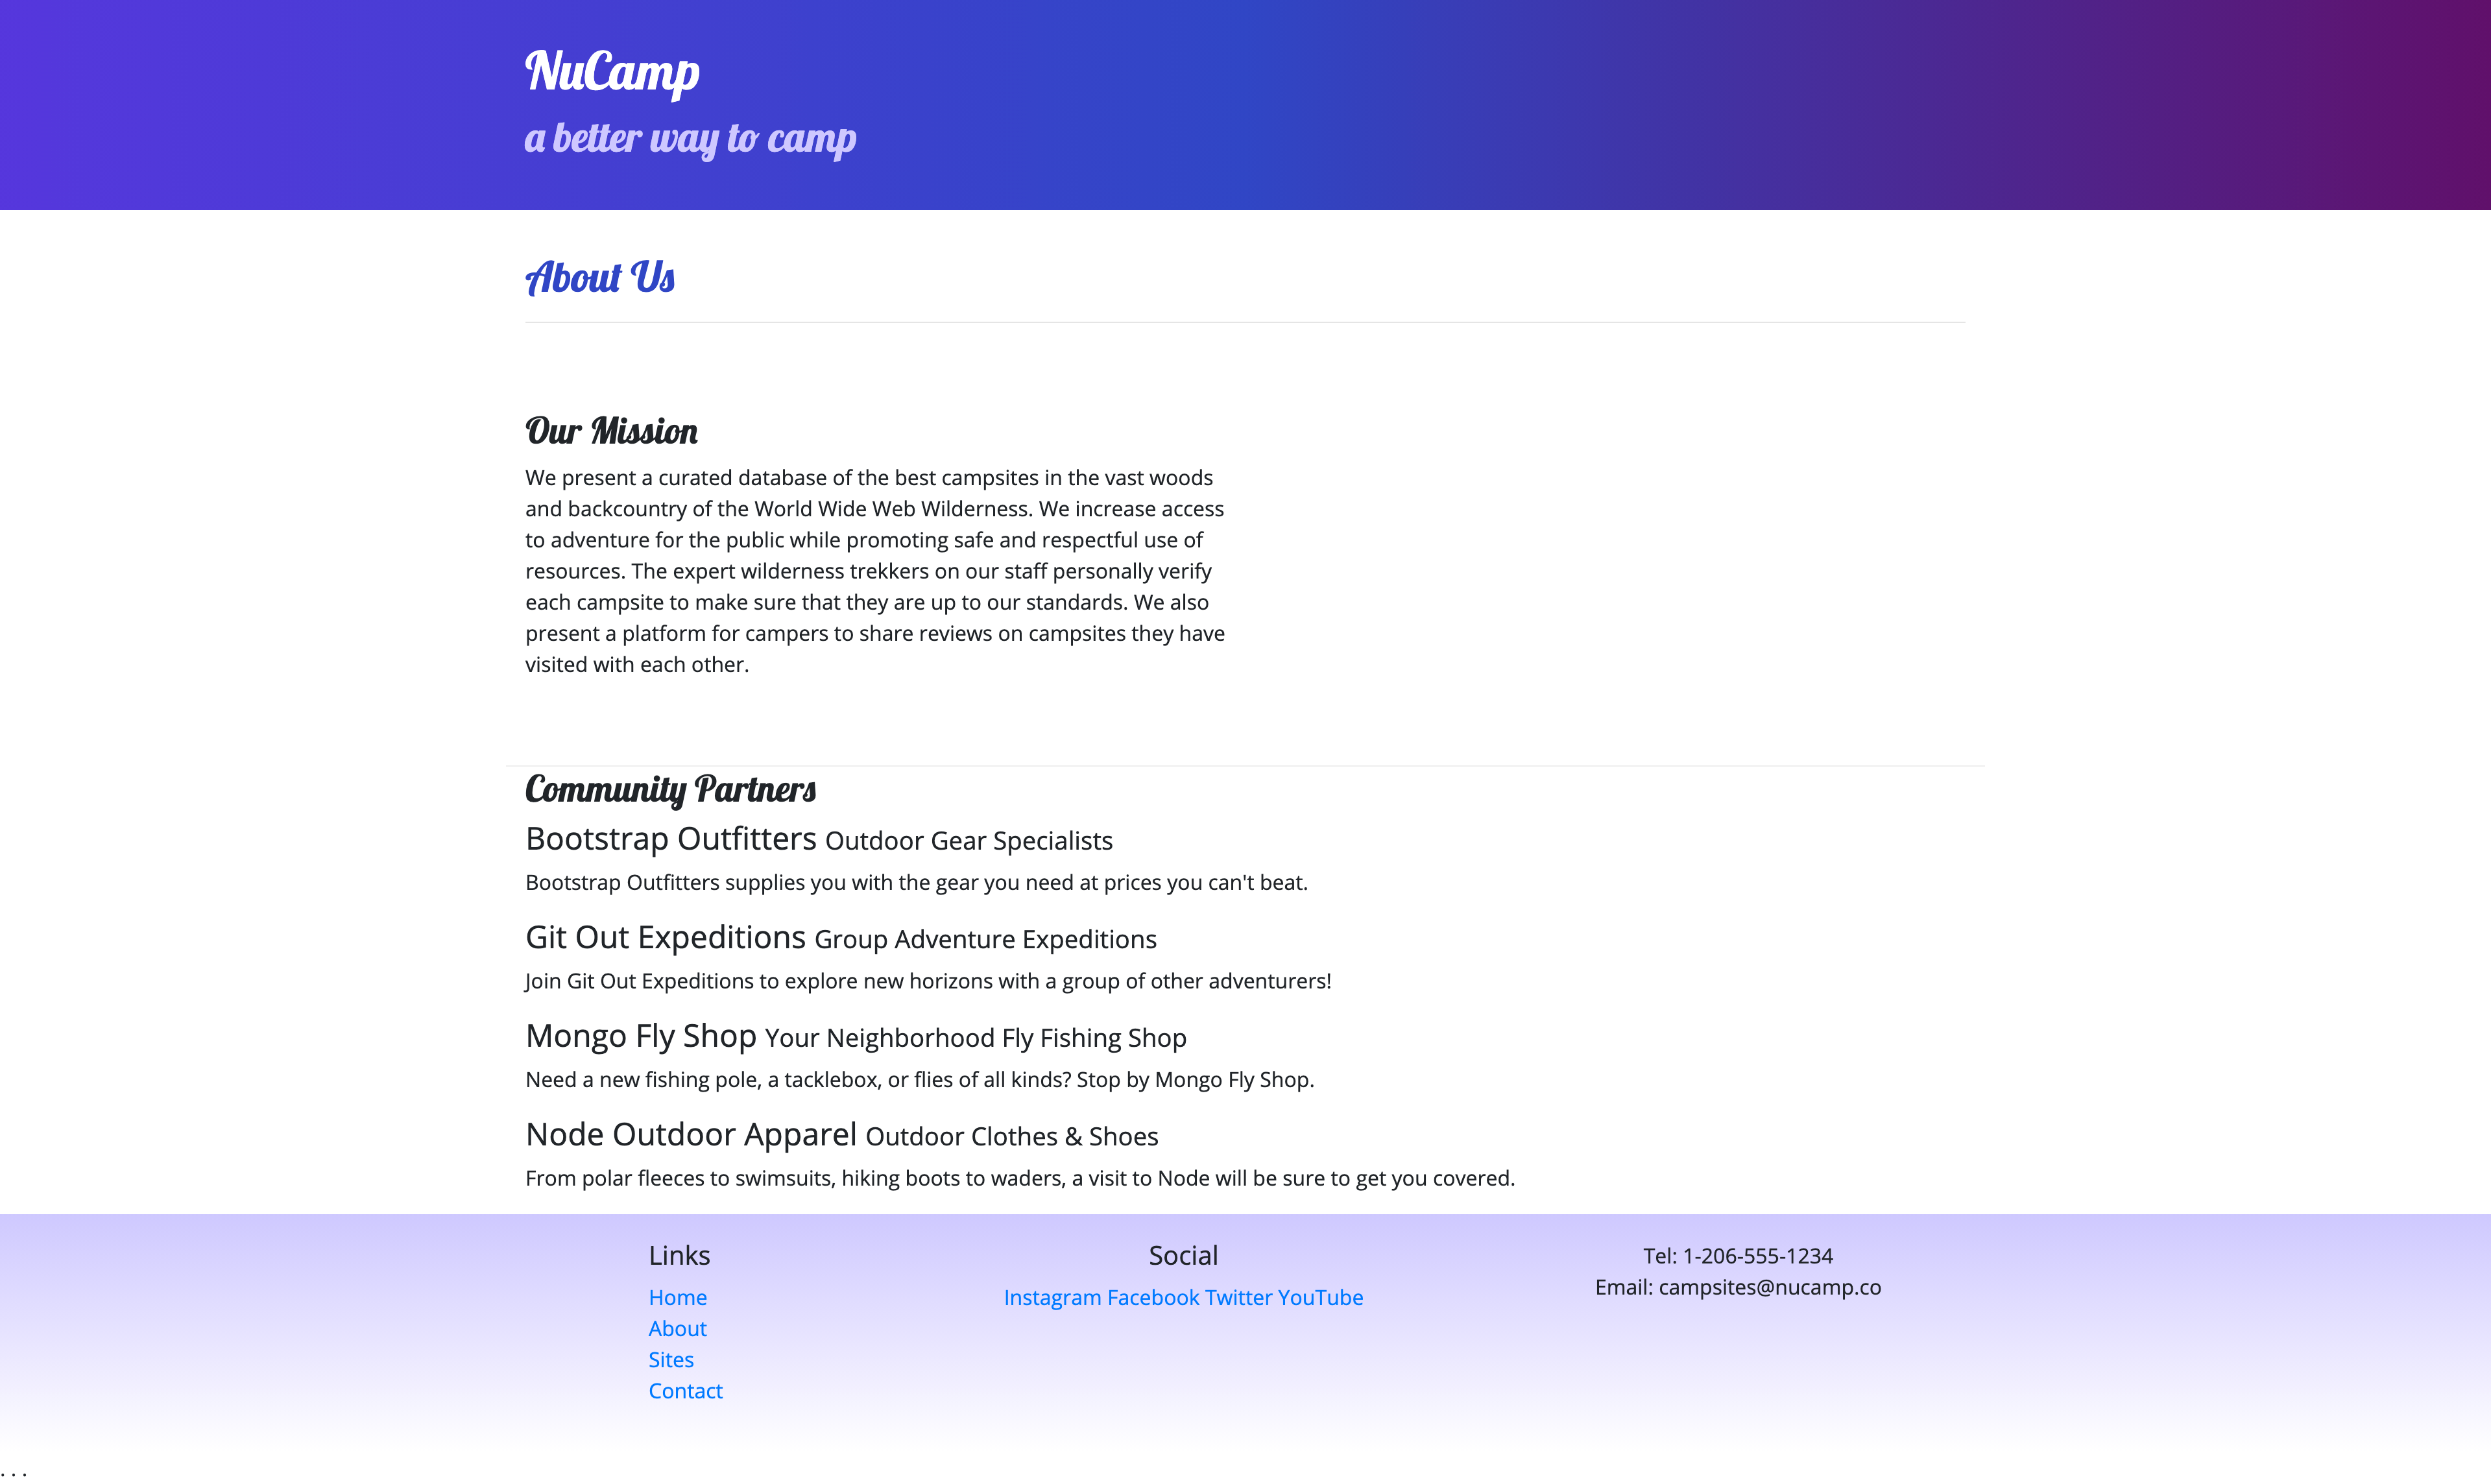 NuCamp
a better way to camp
About Us
Our Mission
We present a curated database of the best campsites in the vast woods
and backcountry of the World Wide Web Wilderness. We increase access
to adventure for the public while promoting safe and respectful use of
resources. The expert wilderness trekkers on our staff personally verify
each campsite to make sure that they are up to our standards. We also
present a platform for campers to share reviews on campsites they have
visited with each other.
Community Partners
Bootstrap Outfitters Outdoor Gear Specialists
Bootstrap Outfitters supplies you with the gear you need at prices you can't beat.
Git Out Expeditions Group Adventure Expeditions
Join Git Out Expeditions to explore new horizons with a group of other adventurers!
Mongo Fly Shop Your Neighborhood Fly Fishing Shop
Need a new fishing pole, a tacklebox, or flies of all kinds? Stop by Mongo Fly Shop.
Node Outdoor Apparel Outdoor Clothes & Shoes
From polar fleeces to swimsuits, hiking boots to waders, a visit to Node will be sure to get you covered.
Links
Home
About
Sites
Contact
Social
Instagram Facebook Twitter YouTube
Tel: 1-206-555-1234
Email: campsites@nucamp.co
. . .